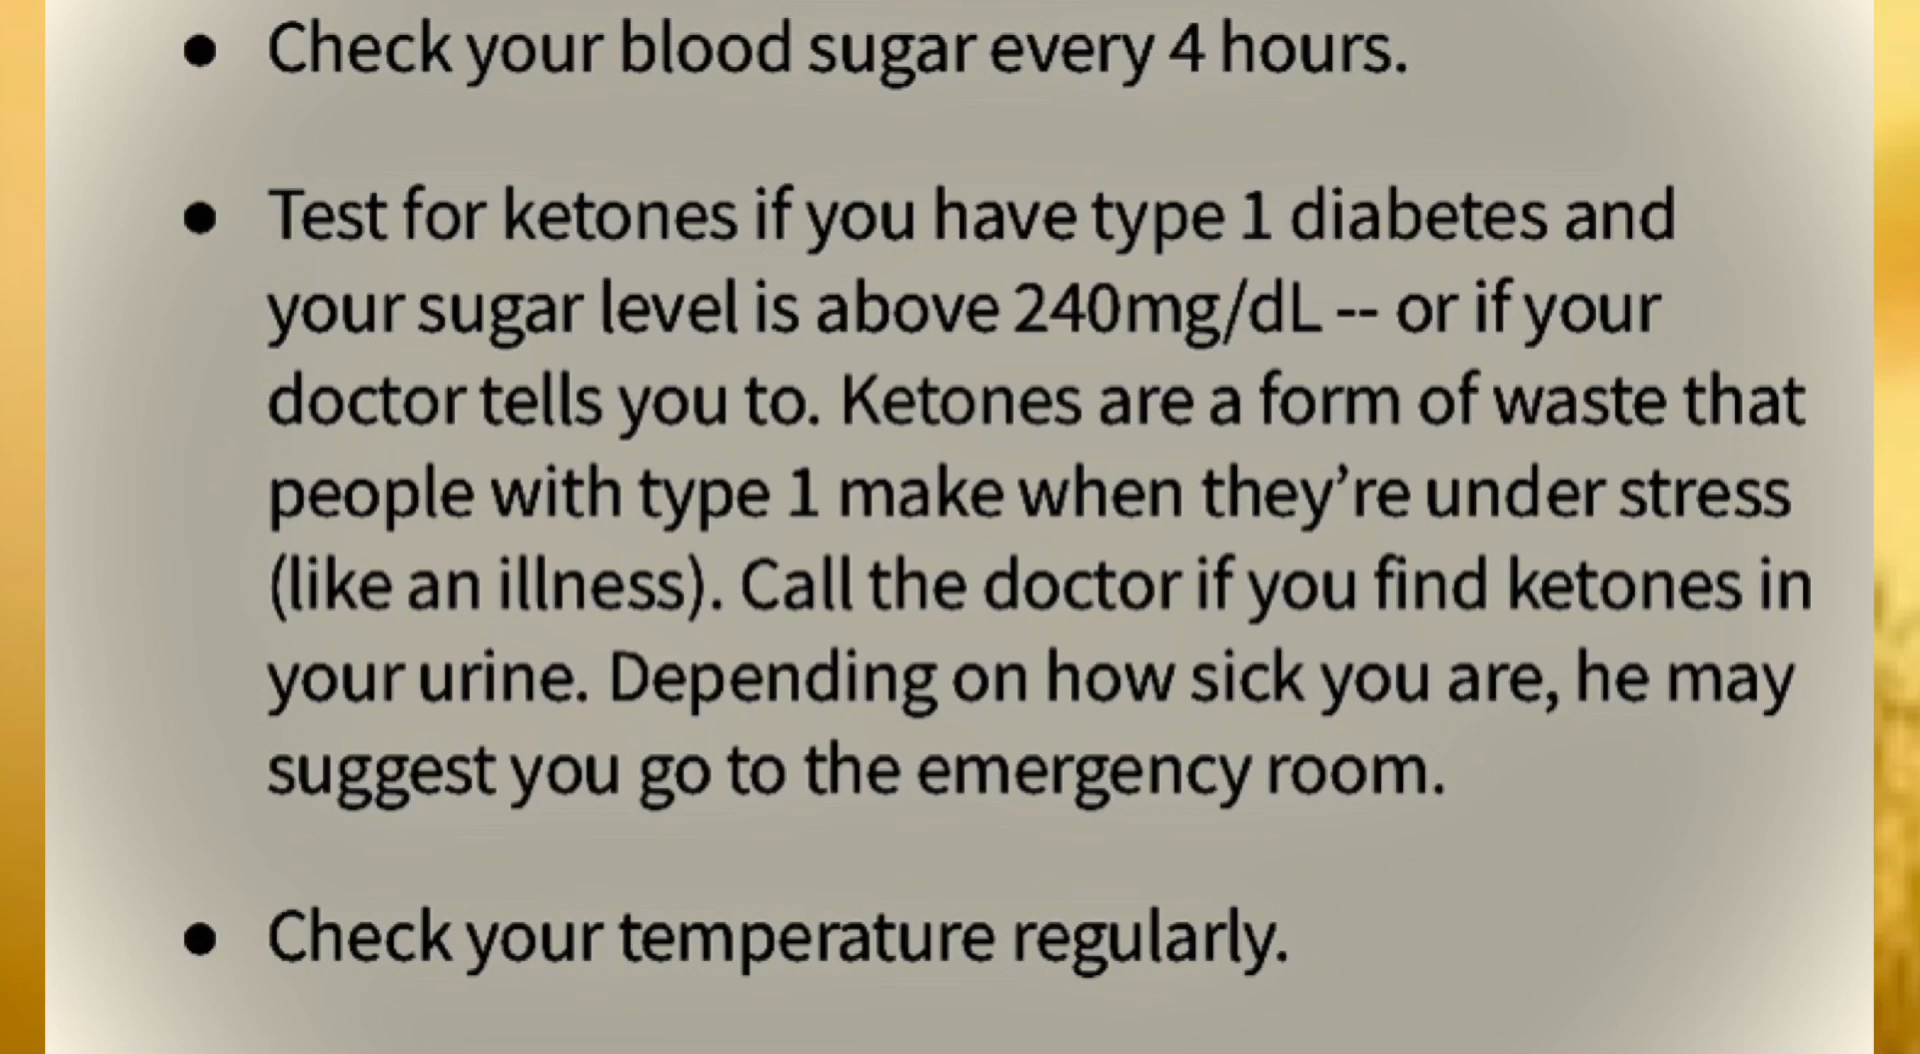 • Check your blood sugar every 4 hours.
• Test for ketones if you have type 1 diabetes and
your sugar level is above 240mg/dL -- or if your
doctor tells you to. Ketones are a form of waste that
people with type 1 make when they’re under stress
(like an illness). Call the doctor if you find ketones in
your urine. Depending on how sick you are, he may
suggest you go to the emergency room.
• Check your temperature regularly.